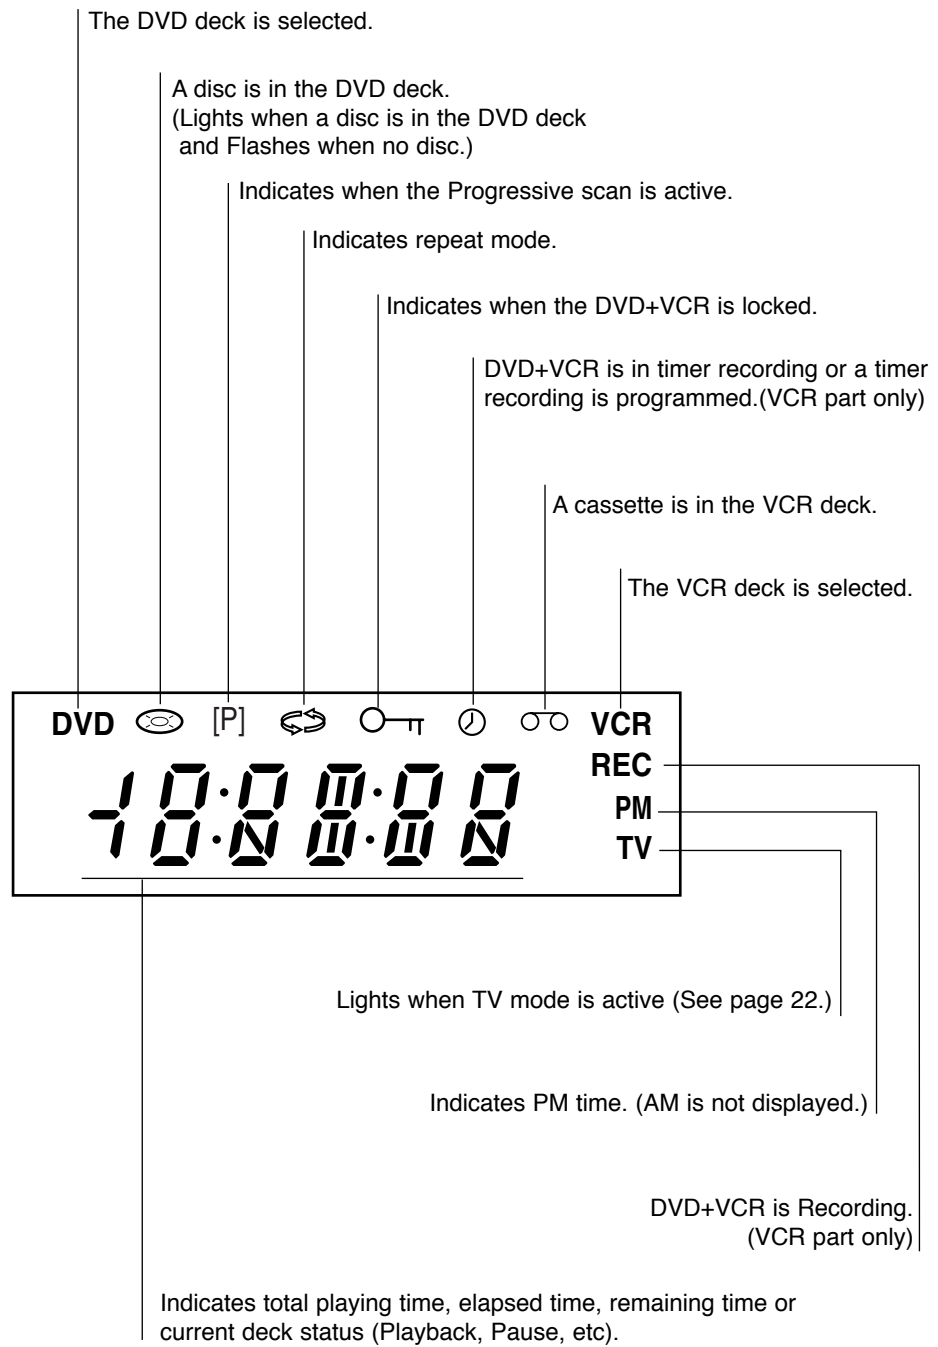 The DVD deck is selected.
A disc is in the DVD deck.
(Lights when a disc is in the DVD deck
and Flashes when no disc.)
Indicates when the Progressive scan is active.
Indicates repeat mode.
Indicates when the DVD+VCR is locked.
DVD+VCR is in timer recording or a timer
recording is programmed.(VCR part only)
A cassette is in the VCR deck.
The VCR deck is selected.
DVD [P] VCR
REC
PM
TV
Lights when TV mode is active (See page 22.)
Indicates PM time. (AM is not displayed.)
DVD+VCR is Recording.
(VCR part only)
Indicates total playing time, elapsed time, remaining time or
current deck status (Playback, Pause, etc).